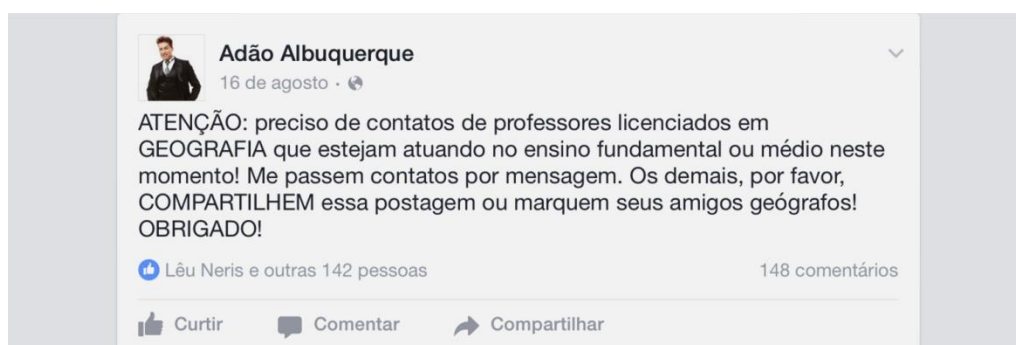 Adão Albuquerque
16 de agosto ·
ATENÇÃO: preciso de contatos de professores licenciados em
GEOGRAFIA que estejam atuando no ensino fundamental ou médio neste
momento! Me passem contatos por mensagem. Os demais, por favor,
COMPARTILHEM essa postagem ou marquem seus amigos geógrafos!
OBRIGADO!
Lêu Neris e outras 142 pessoas 148 comentários
Curtir Comentar Compartilhar